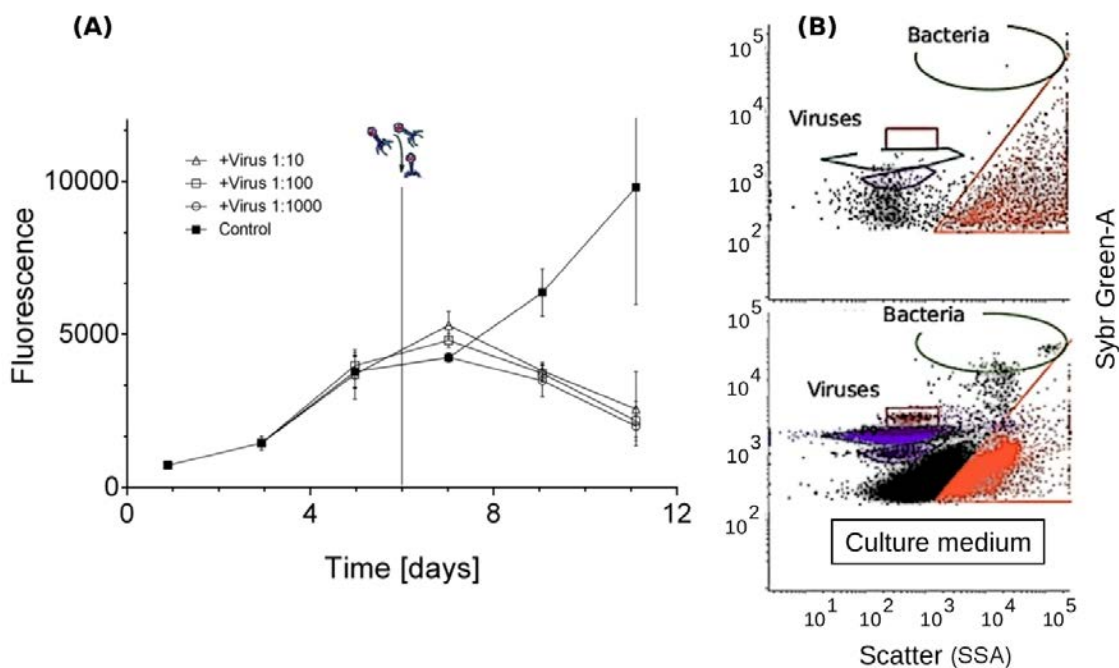 (A)
Fluorescence
10000
5000
0
+Virus 1:10
+Virus 1:100
+Virus 1:1000
Control
0 4 8 12
Time [days]
(B)
10^5
10^4
10^3
10^2
Bacteria
Viruses
10^5
10^4
10^3
10^2
Bacteria
Viruses
Culture medium
10^1 10^2 10^3 10^4 10^5
Scatter (SSA)
Sybr Green-A